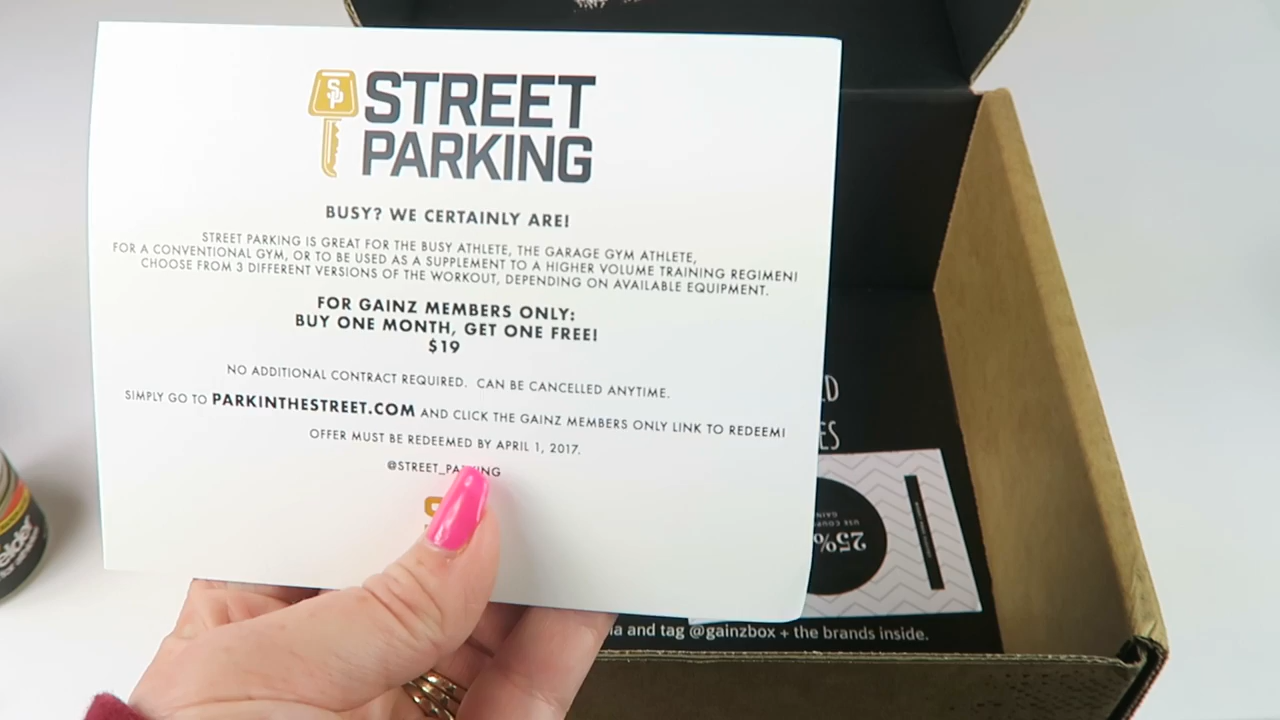 SP
STREET
PARKING
BUSY? WE CERTAINLY ARE!
STREET PARKING IS GREAT FOR THE BUSY ATHLETE, THE GARAGE GYM ATHLETE,
FOR A CONVENTIONAL GYM, OR TO BE USED AS A SUPPLEMENT TO A HIGHER VOLUME TRAINING REGIMEN!
CHOOSE FROM 3 DIFFERENT VERSIONS OF THE WORKOUT, DEPENDING ON AVAILABLE EQUIPMENT.
FOR GAINZ MEMBERS ONLY:
BUY ONE MONTH, GET ONE FREE!
$19
NO ADDITIONAL CONTRACT REQUIRED. CAN BE CANCELLED ANYTIME.
SIMPLY GO TO PARKINTHESTREET.COM AND CLICK THE GAINZ MEMBERS ONLY LINK TO REDEEM!
OFFER MUST BE REDEEMED BY APRIL 1, 2017.
@STREET_PARKING
25%
USE COUPON
and tag @gainzbox + the brands inside.